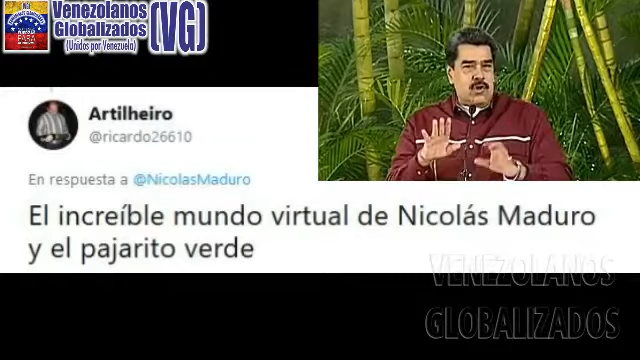 Venezolanos
Globalizados
(Unidos por Venezuela)
(VG)
Artilheiro
@ricardo26610
En respuesta a @NicolasMaduro
El increíble mundo virtual de Nicolás Maduro
y el pajarito verde
VENEZOLANOS
GLOBALIZADOS